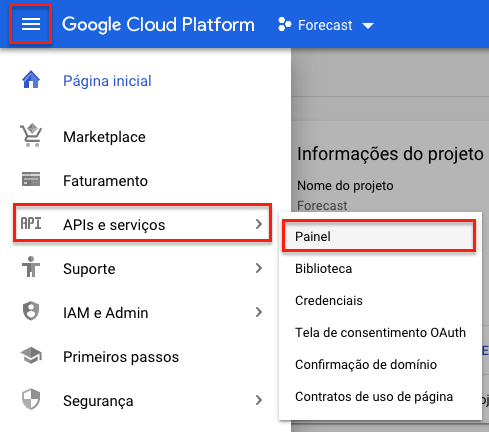 Google Cloud Platform
Forecast
Página inicial
Marketplace
Faturamento
API
APIs e serviços
Suporte
IAM e Admin
Primeiros passos
Segurança
Informações do projeto
Nome do projeto
Forecast
Painel
Biblioteca
Credenciais
Tela de consentimento OAuth
Confirmação de domínio
Contratos de uso de página